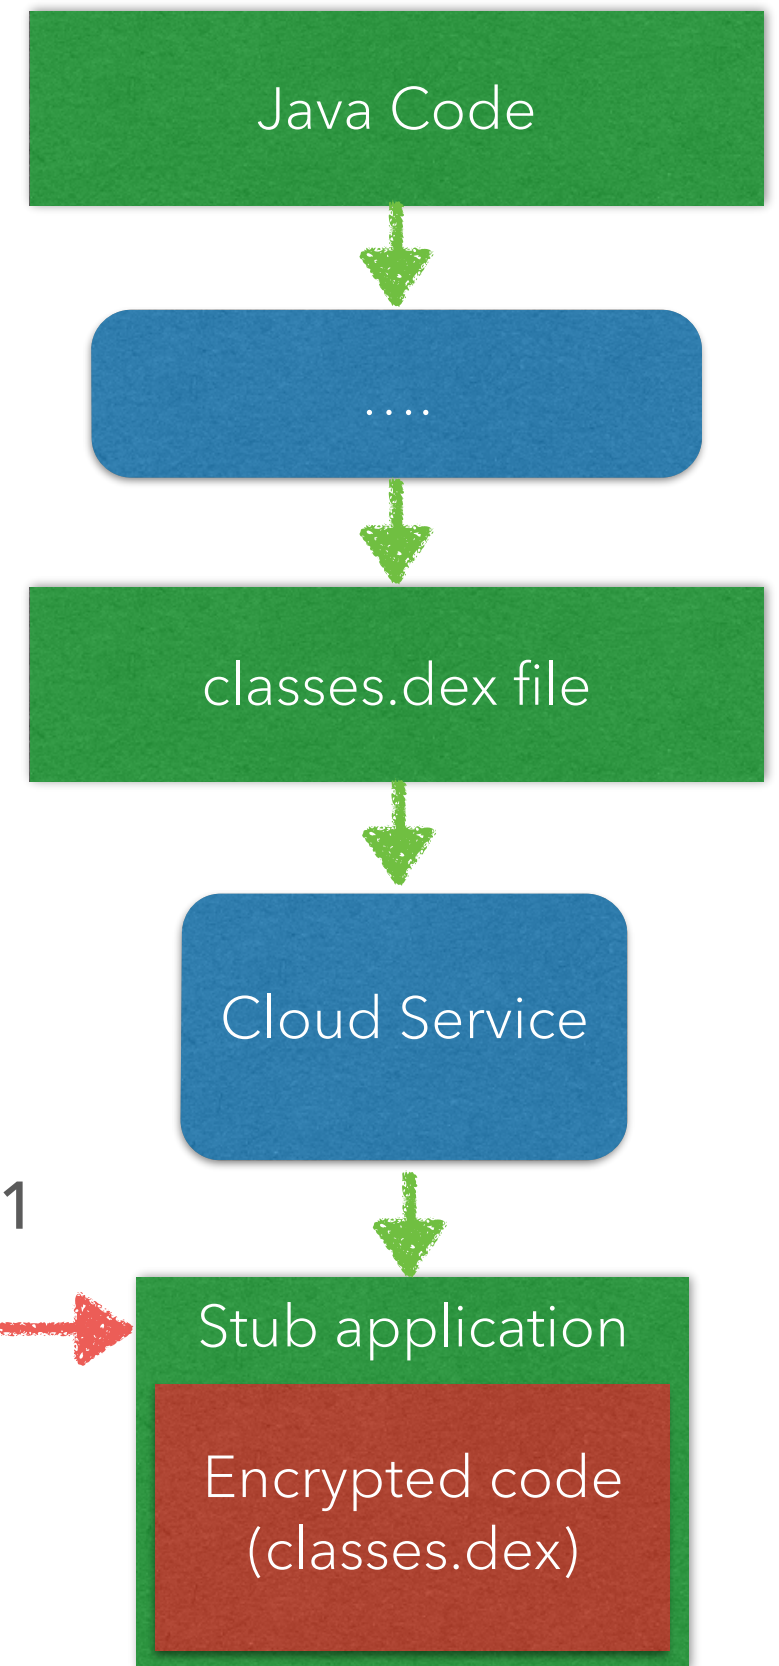 Java Code
....
classes.dex file
Cloud Service
1
Stub application
Encrypted code
(classes.dex)